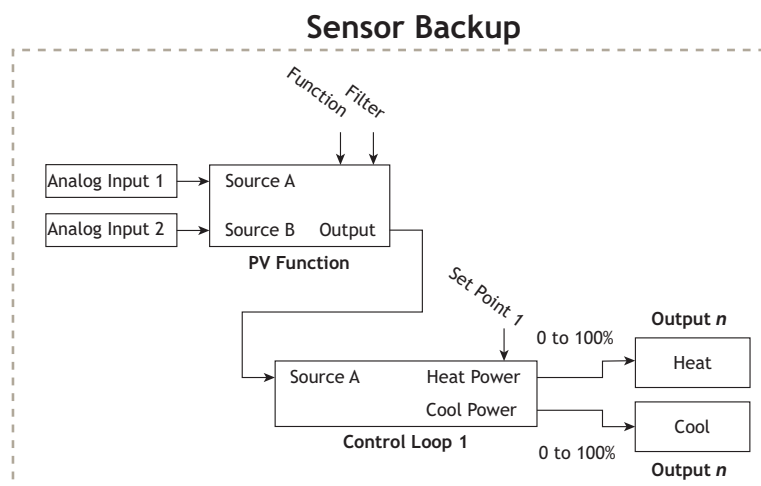 Sensor Backup
Function
Filter
Analog Input 1
Source A
Analog Input 2
Source B
Output
PV Function
Set Point 1
0 to 100%
Output n
Source A
Heat Power
Heat
Cool Power
Cool
Control Loop 1
0 to 100%
Output n